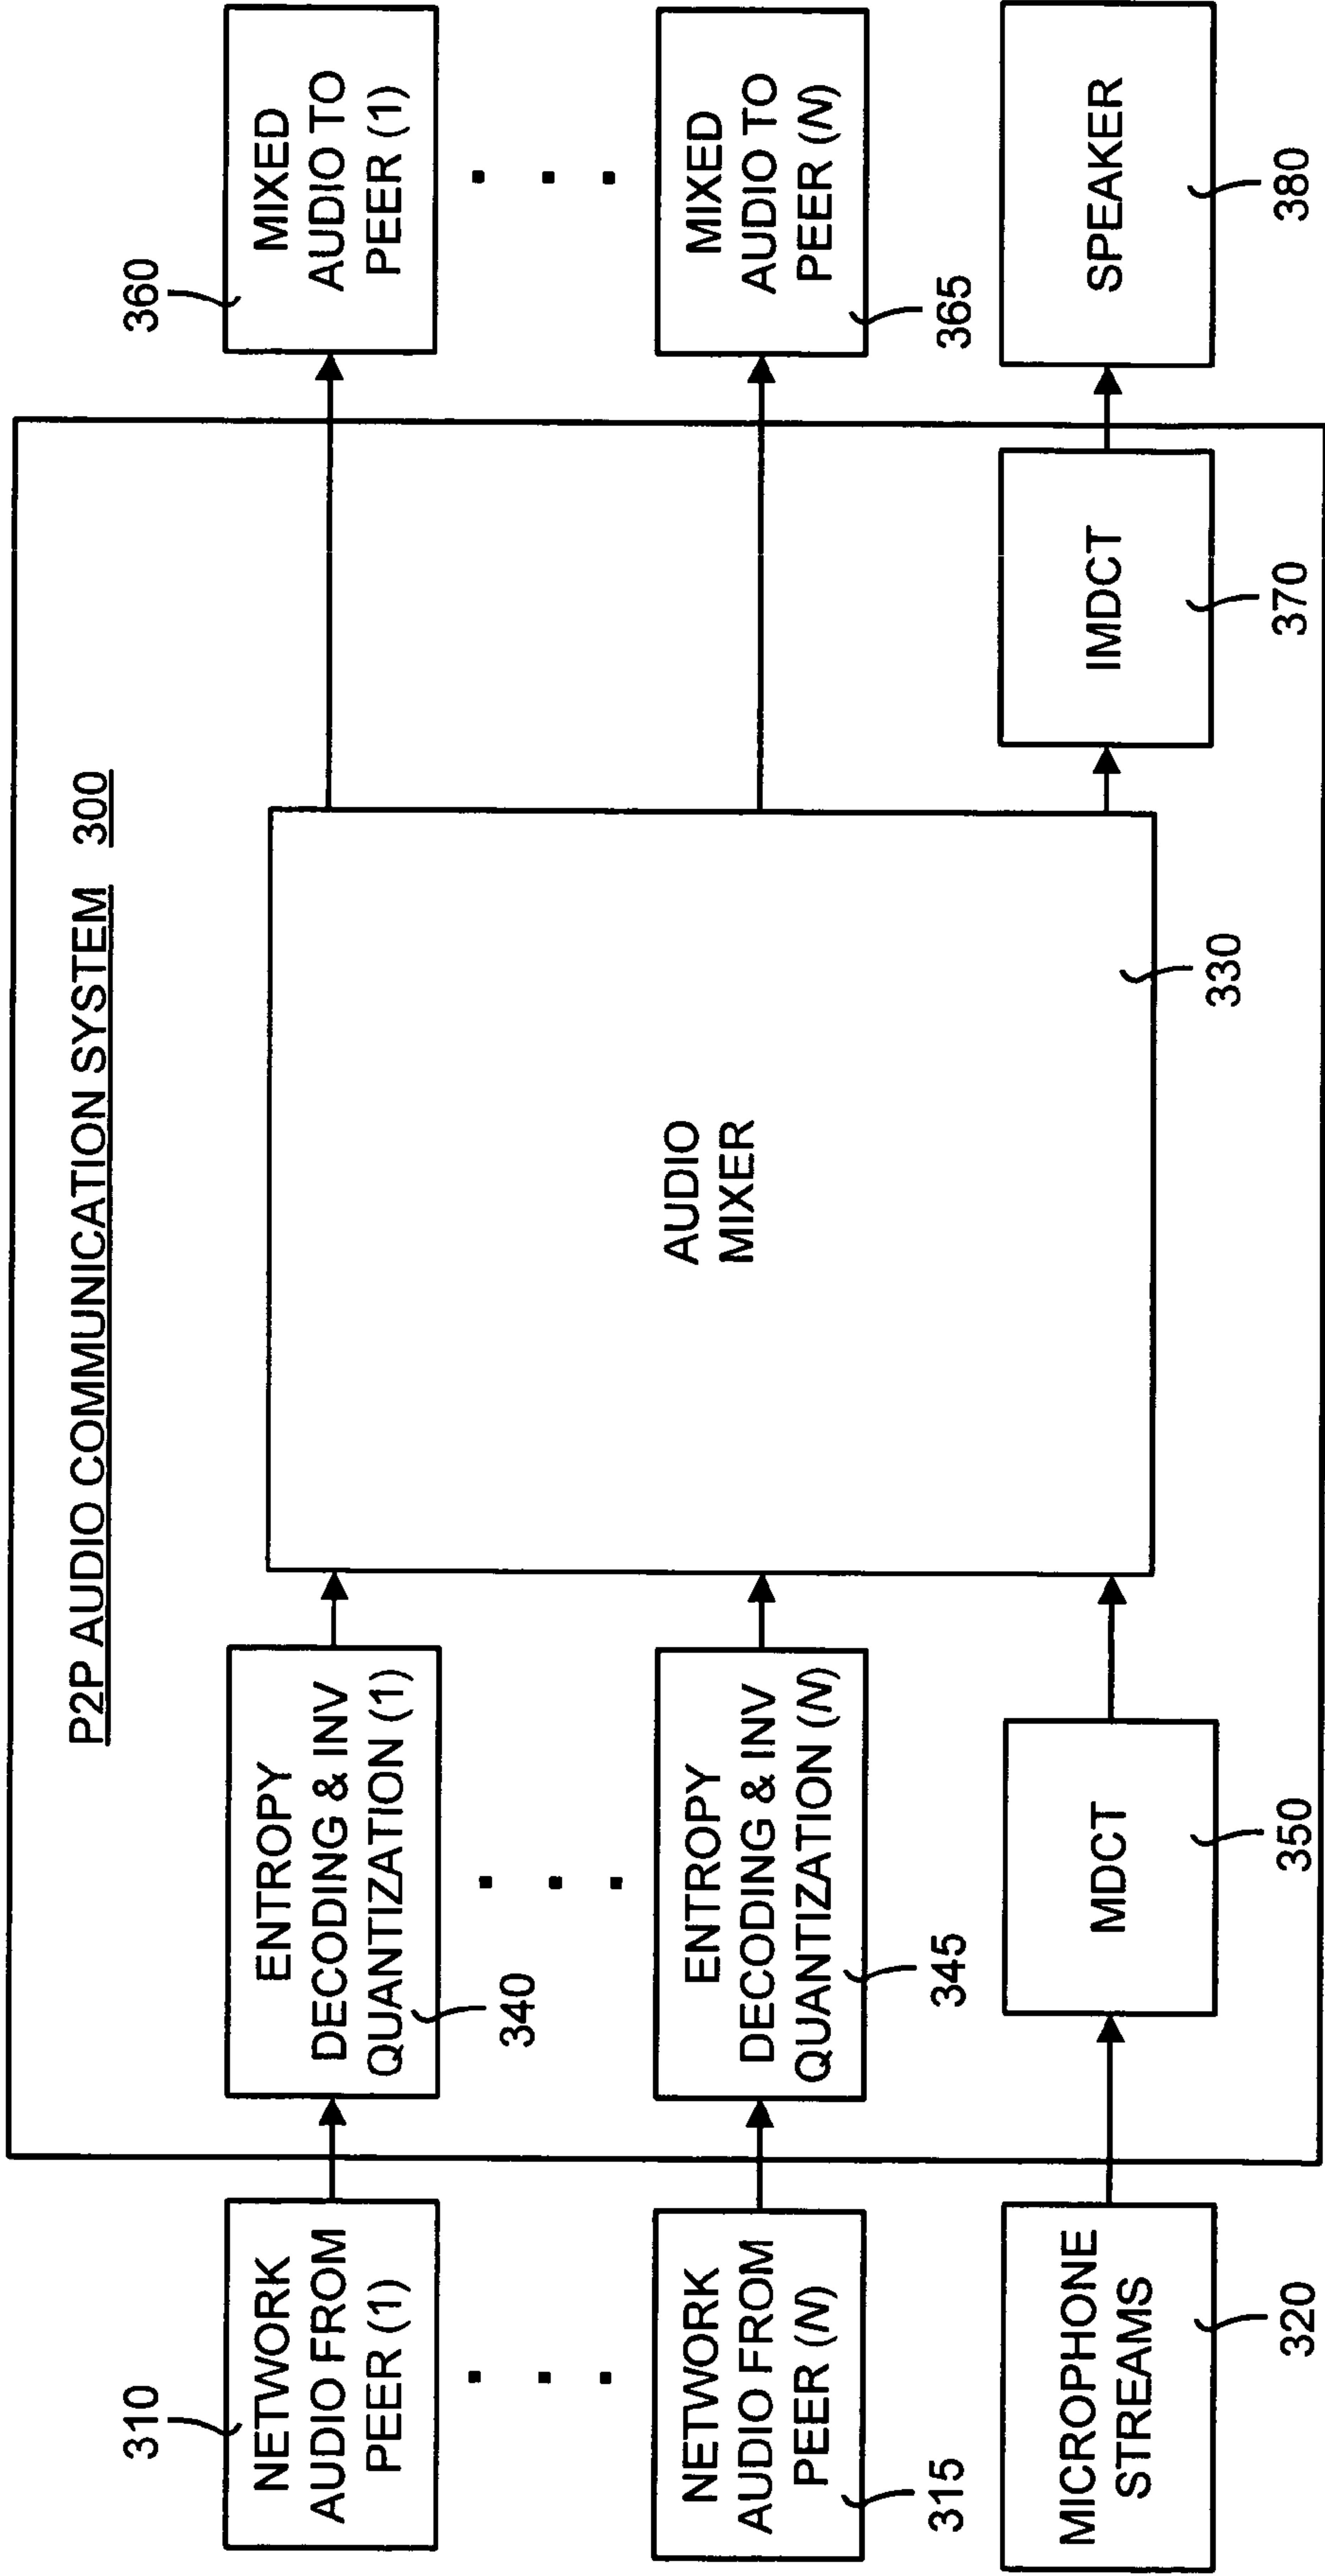 P2P AUDIO COMMUNICATION SYSTEM 300
310
NETWORK
AUDIO FROM
PEER (1)
NETWORK
AUDIO FROM
PEER (N)
315
MICROPHONE
STREAMS
320
ENTROPY
DECODING & INV
QUANTIZATION (1)
340
ENTROPY
DECODING & INV
QUANTIZATION (N)
345
MDCT
350
AUDIO
MIXER
330
360
MIXED
AUDIO TO
PEER (1)
MIXED
AUDIO TO
PEER (N)
365
IMDCT
370
SPEAKER
380